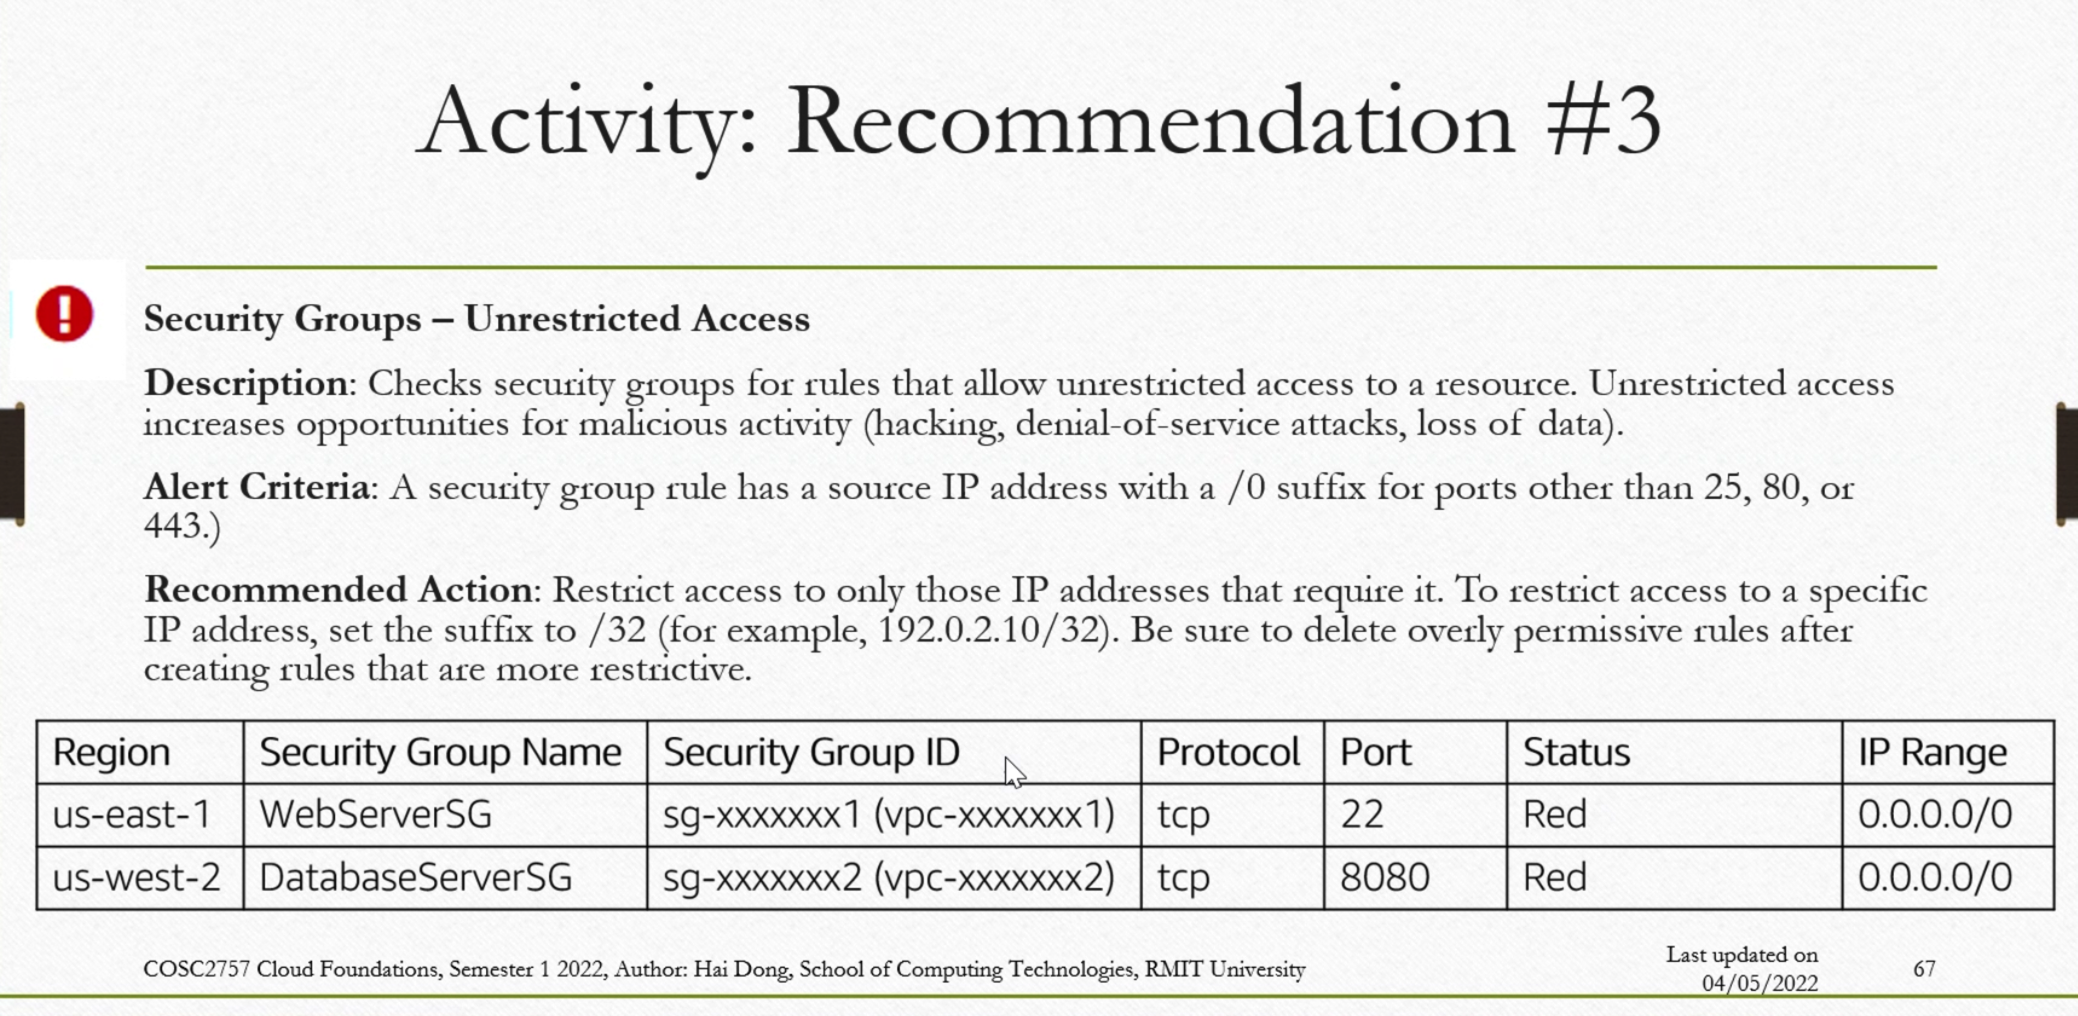 Activity: Recommendation #3
Security Groups – Unrestricted Access
Description: Checks security groups for rules that allow unrestricted access to a resource. Unrestricted access
increases opportunities for malicious activity (hacking, denial-of-service attacks, loss of data).
Alert Criteria: A security group rule has a source IP address with a /0 suffix for ports other than 25, 80, or
443.)
Recommended Action: Restrict access to only those IP addresses that require it. To restrict access to a specific
IP address, set the suffix to /32 (for example, 192.0.2.10/32). Be sure to delete overly permissive rules after
creating rules that are more restrictive.
Region Security Group Name Security Group ID Protocol Port Status IP Range
us-east-1 WebServerSG sg-xxxxxxx1 (vpc-xxxxxxx1) tcp 22 Red 0.0.0.0/0
us-west-2 DatabaseServerSG sg-xxxxxxx2 (vpc-xxxxxxx2) tcp 8080 Red 0.0.0.0/0
COSC2757 Cloud Foundations, Semester 1 2022, Author: Hai Dong, School of Computing Technologies, RMIT University
Last updated on
04/05/2022
67